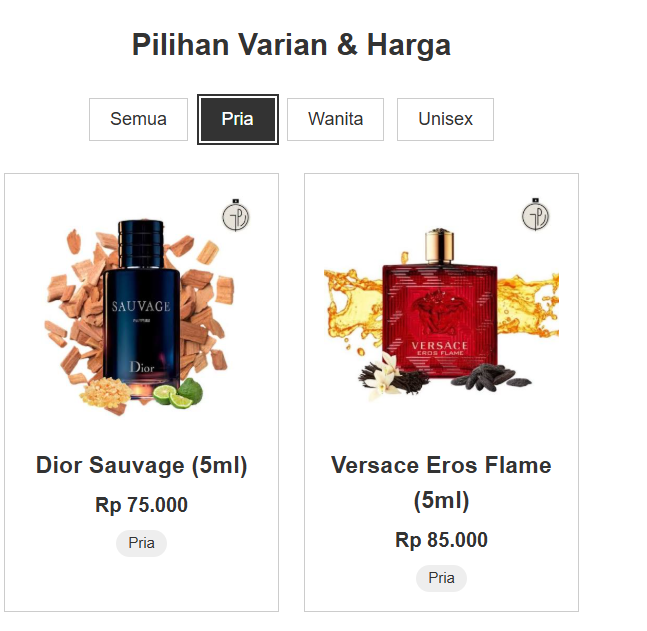 Pilihan Varian & Harga
Semua
Pria
Wanita
Unisex
SAUVAGE
PARFUM
Dior
VERSACE
EROS FLAME
Dior Sauvage (5ml)
Rp 75.000
Pria
Versace Eros Flame
(5ml)
Rp 85.000
Pria